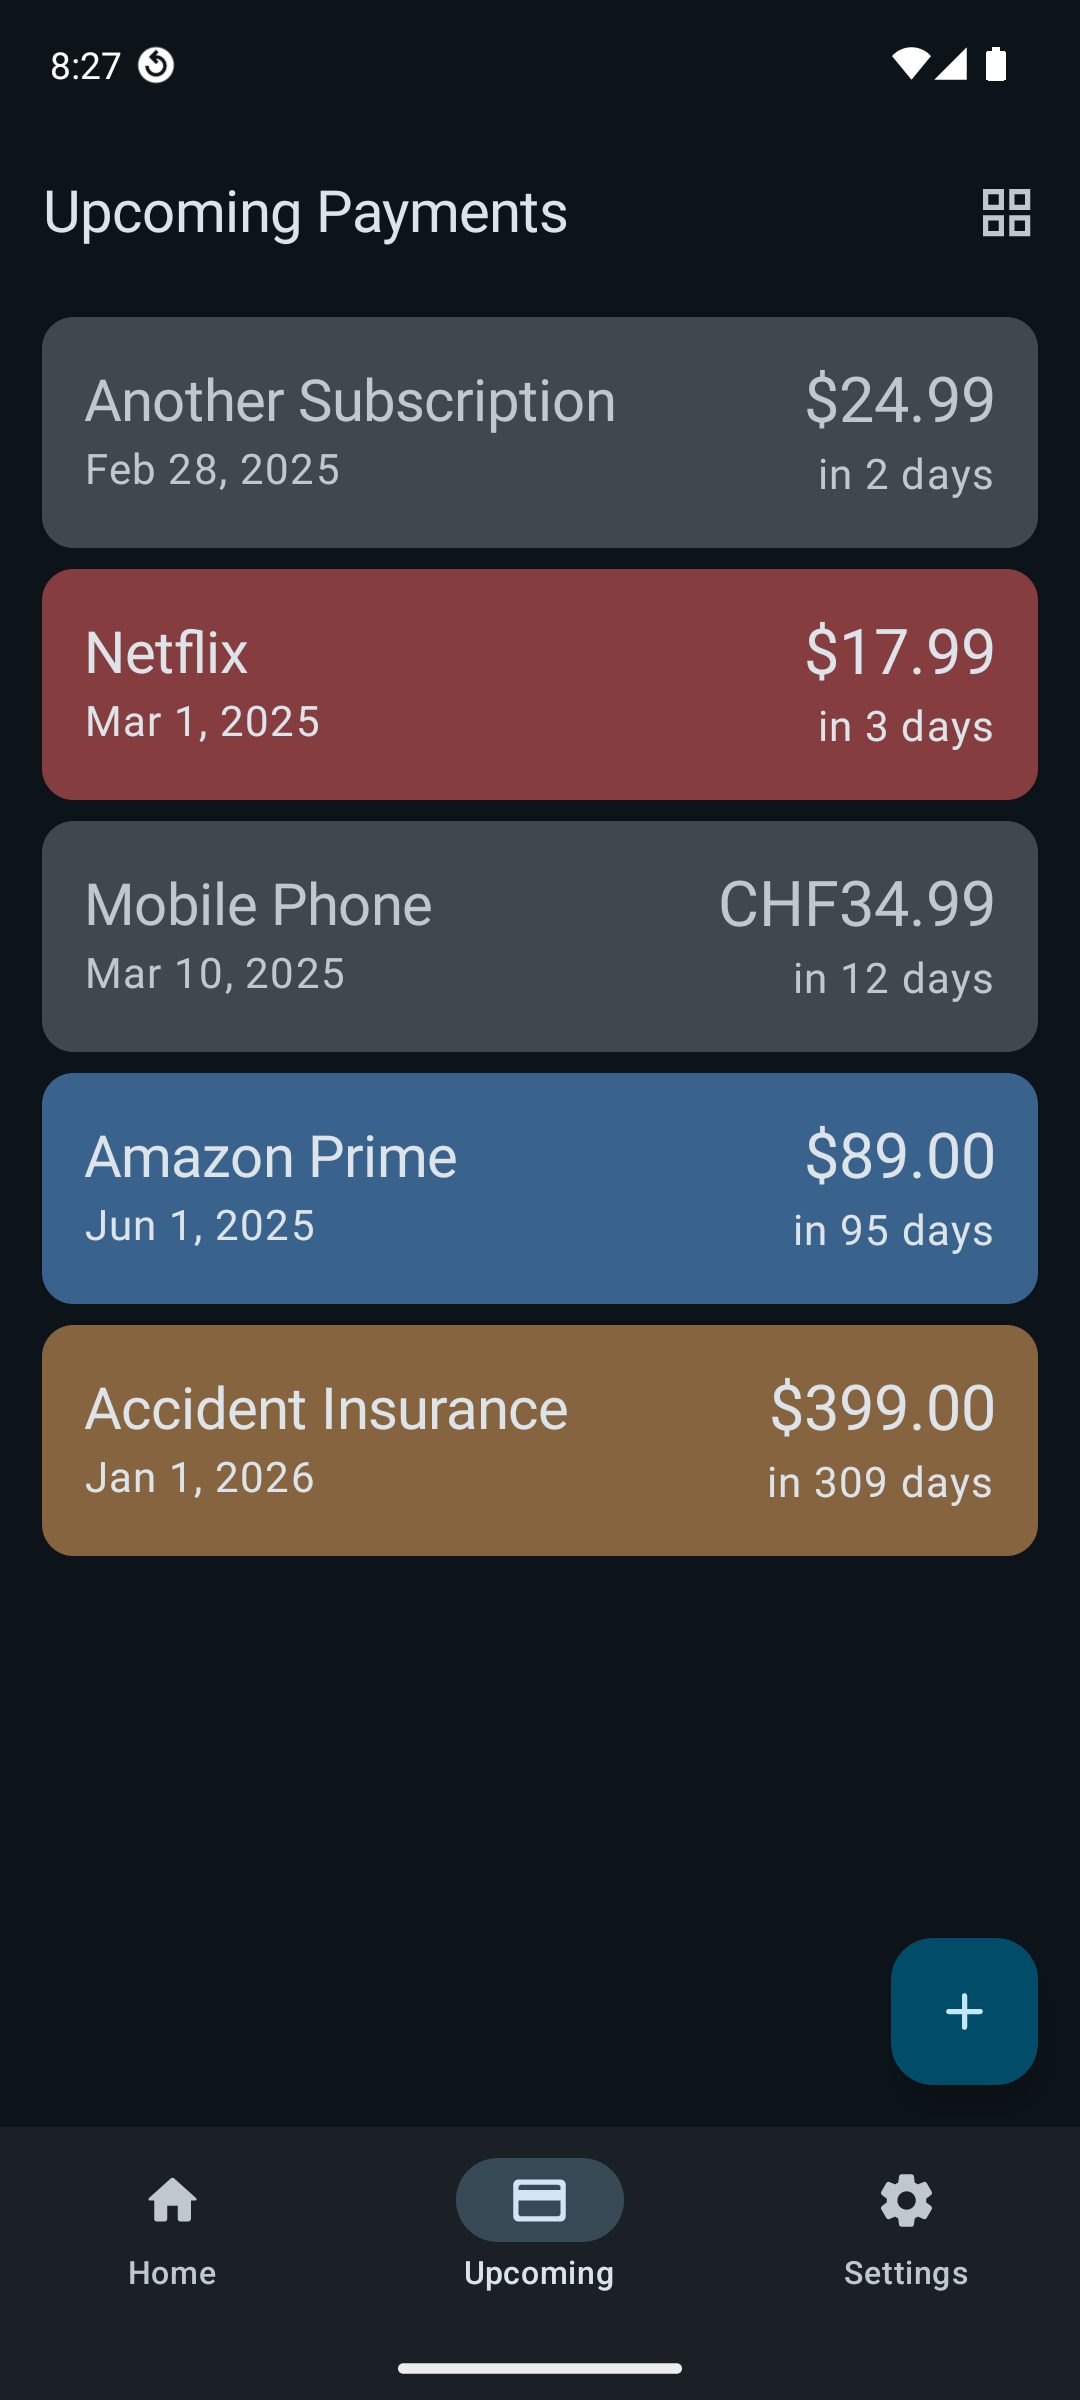 8:27
Upcoming Payments
Another Subscription
$24.99
Feb 28, 2025
in 2 days
Netflix
$17.99
Mar 1, 2025
in 3 days
Mobile Phone
CHF34.99
Mar 10, 2025
in 12 days
Amazon Prime
$89.00
Jun 1, 2025
in 95 days
Accident Insurance
$399.00
Jan 1, 2026
in 309 days
Home
Upcoming
Settings